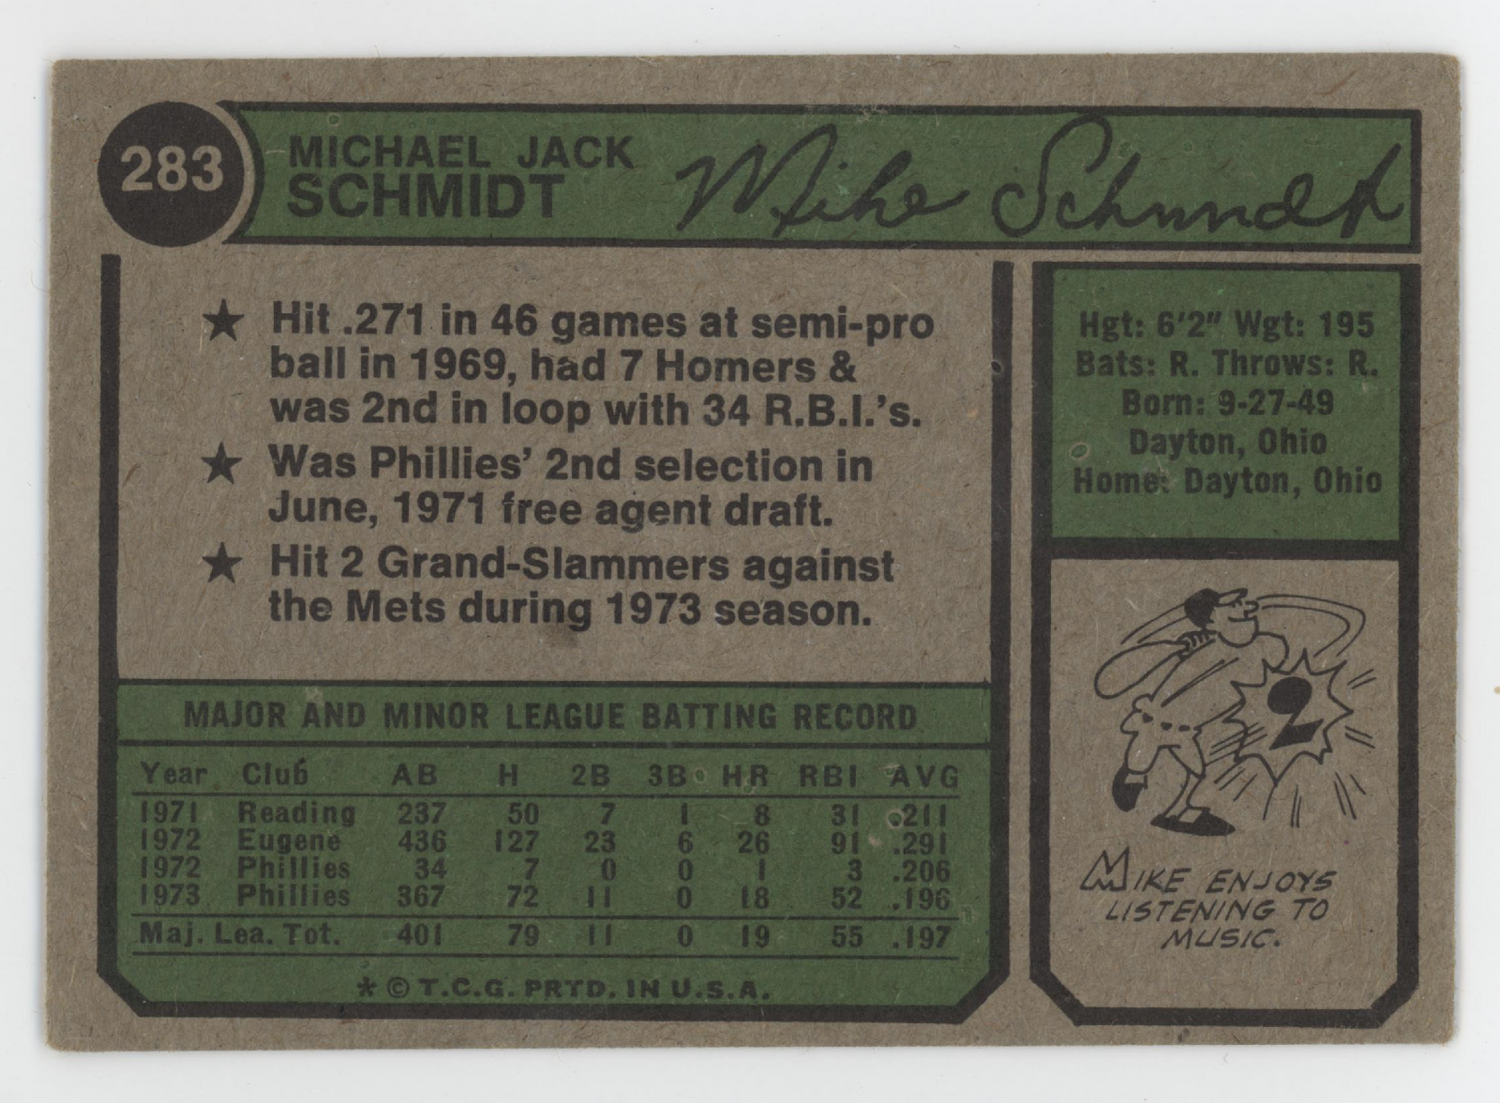 283
MICHAEL JACK
SCHMIDT
Mike Schmidt
★ Hit .271 in 46 games at semi-pro
ball in 1969, had 7 Homers &
was 2nd in loop with 34 R.B.I.'s.
★ Was Phillies' 2nd selection in
June, 1971 free agent draft.
★ Hit 2 Grand-Slammers against
the Mets during 1973 season.
MAJOR AND MINOR LEAGUE BATTING RECORD
Year Club AB H 2B 3B HR RBI AVG
1971 Reading 237 50 7 1 8 31 .211
1972 Eugene 436 127 23 6 26 91 .291
1972 Phillies 34 7 0 0 1 3 .206
1973 Phillies 367 72 11 0 18 52 .196
Maj. Lea. Tot. 401 79 11 0 19 55 .197
* © T.C.G. PRTD. IN U.S.A.
Hgt: 6'2" Wgt: 195
Bats: R. Throws: R.
Born: 9-27-49
Dayton, Ohio
Home: Dayton, Ohio
2
MIKE ENJOYS
LISTENING TO
MUSIC.